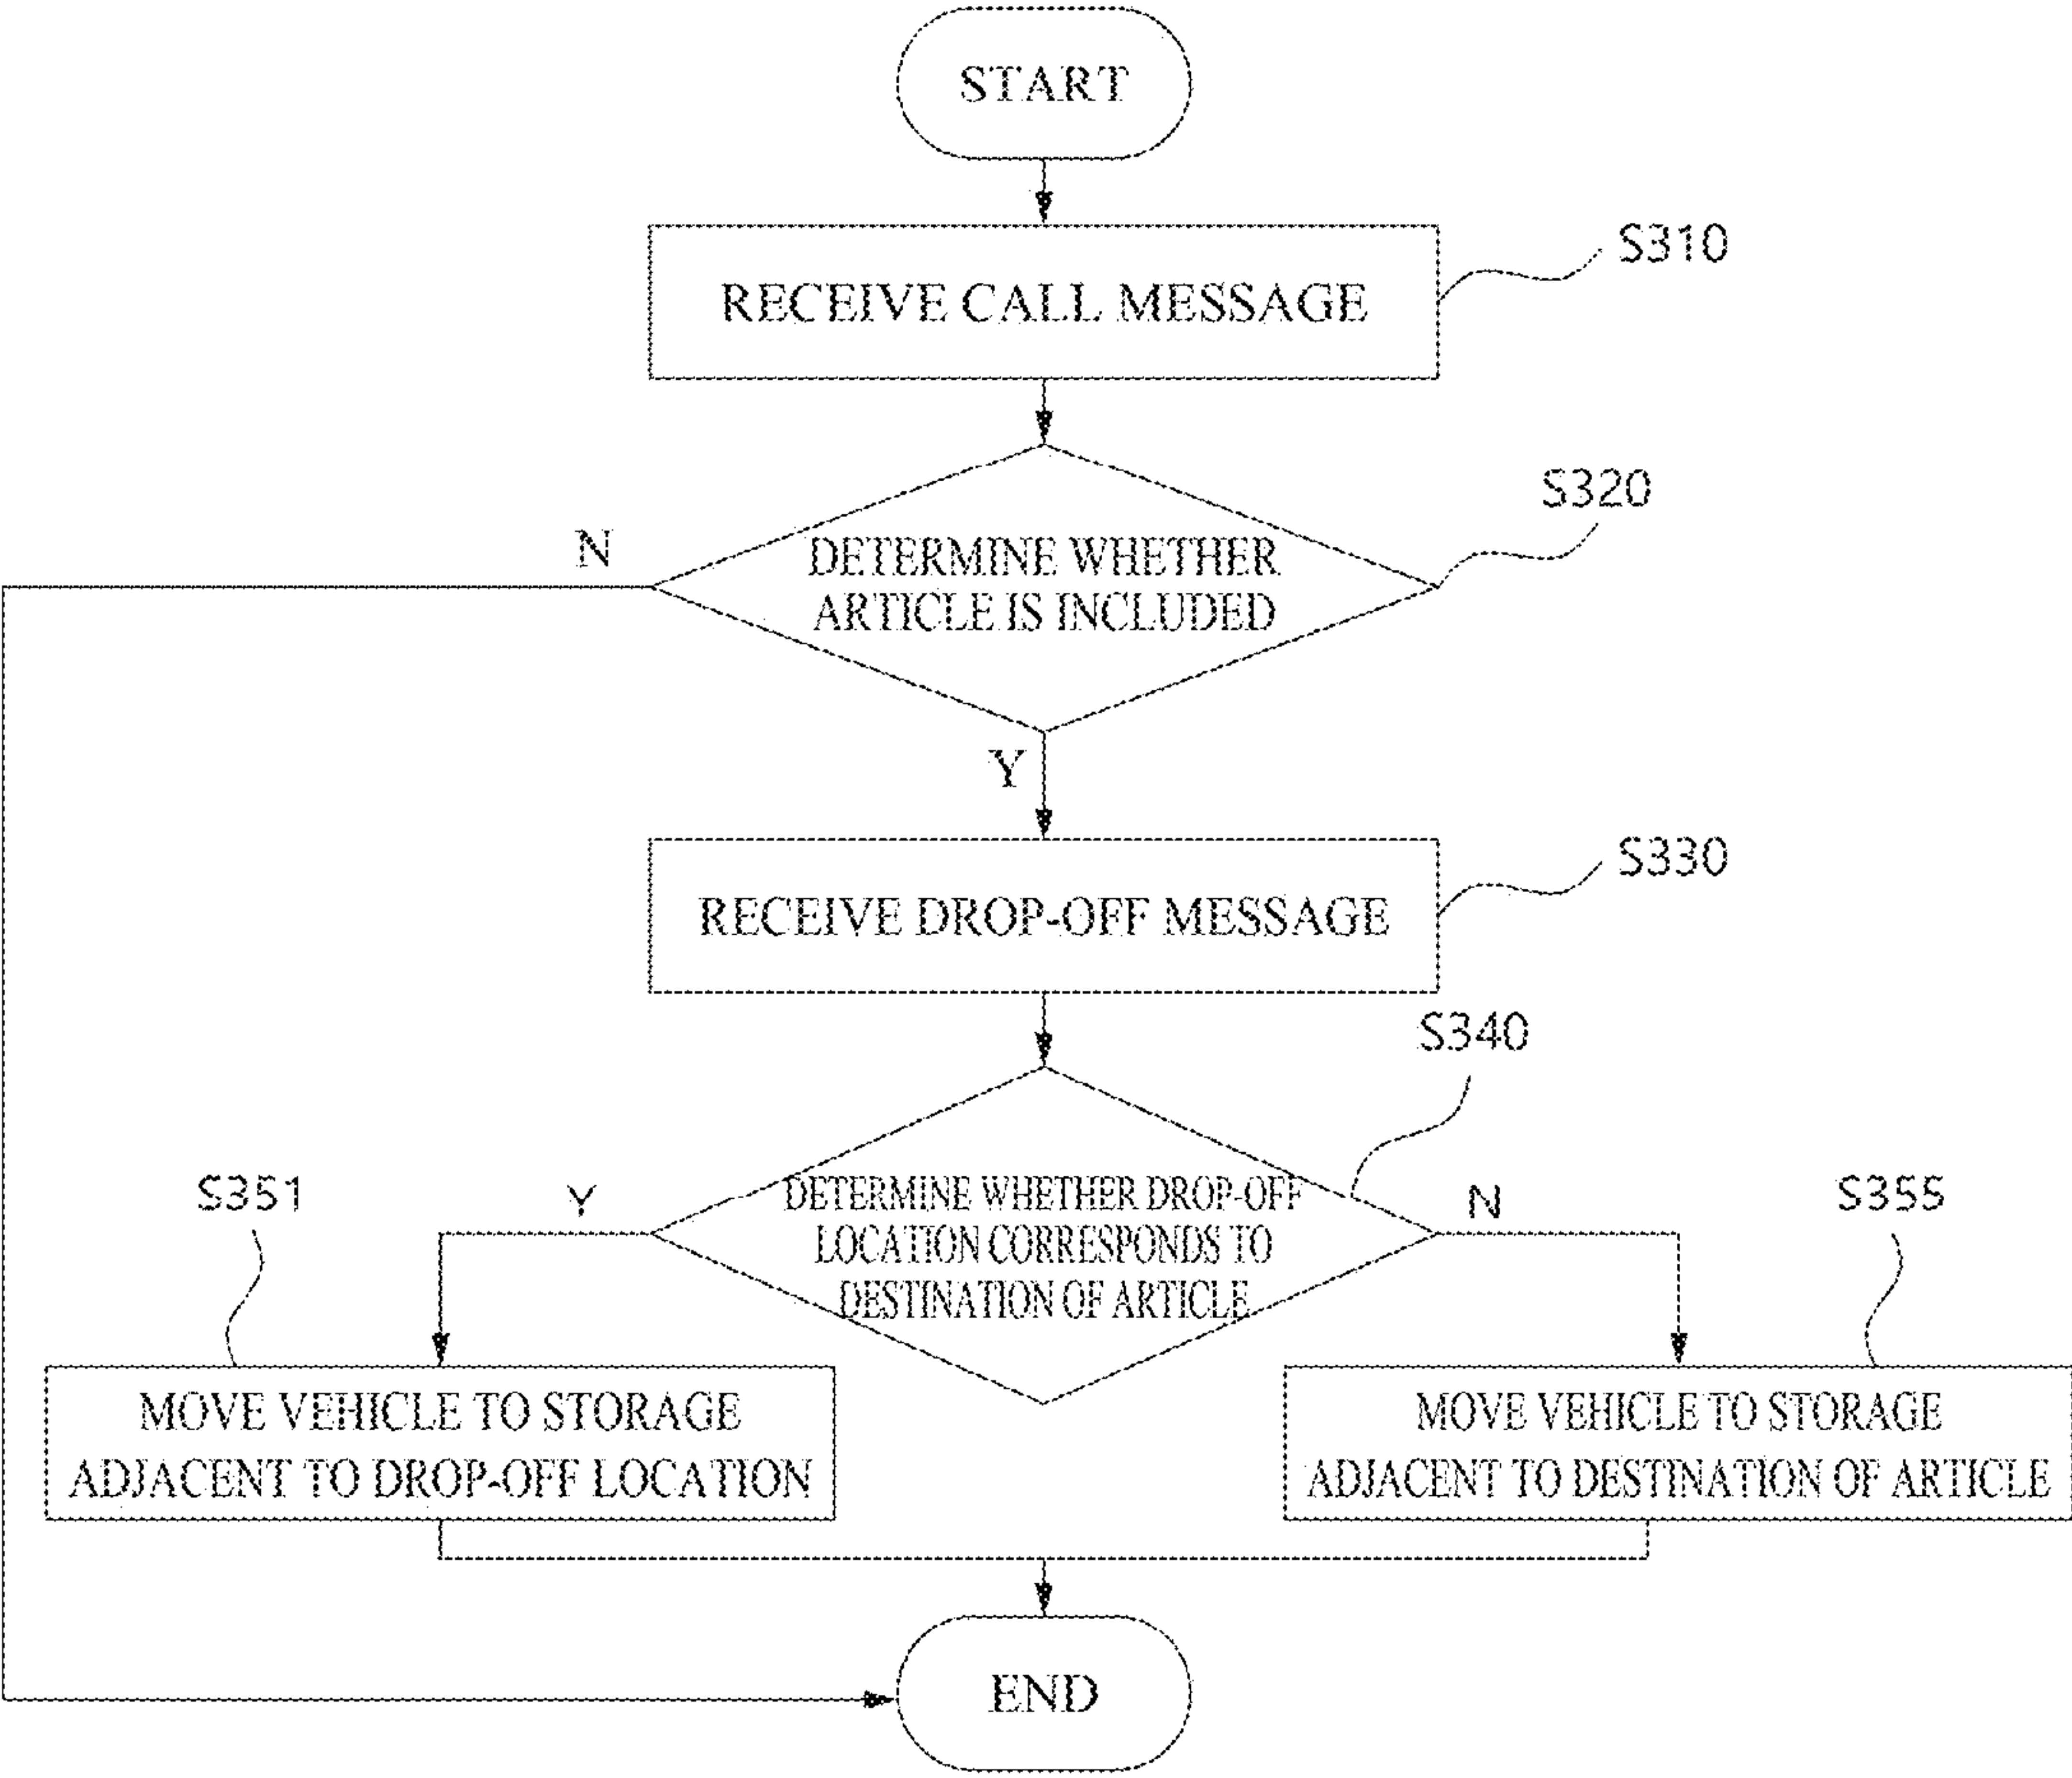 START
S310
RECEIVE CALL MESSAGE
S320
N
DETERMINE WHETHER
ARTICLE IS INCLUDED
Y
S330
RECEIVE DROP-OFF MESSAGE
S340
S351
Y
DETERMINE WHETHER DROP-OFF
LOCATION CORRESPONDS TO
DESTINATION OF ARTICLE
N
S355
MOVE VEHICLE TO STORAGE
ADJACENT TO DROP-OFF LOCATION
MOVE VEHICLE TO STORAGE
ADJACENT TO DESTINATION OF ARTICLE
END